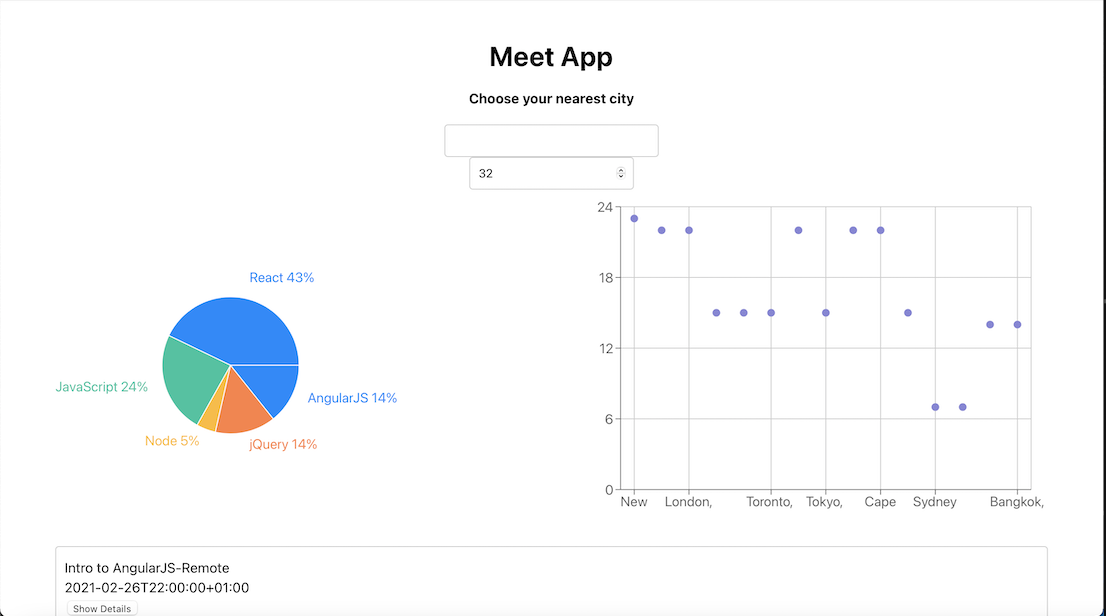 Meet App
Choose your nearest city
32
React 43%
JavaScript 24%
AngularJS 14%
Node 5%
jQuery 14%
24
18
12
6
0
New London, Toronto, Tokyo, Cape Sydney Bangkok,
Intro to AngularJS-Remote
2021-02-26T22:00:00+01:00
Show Details